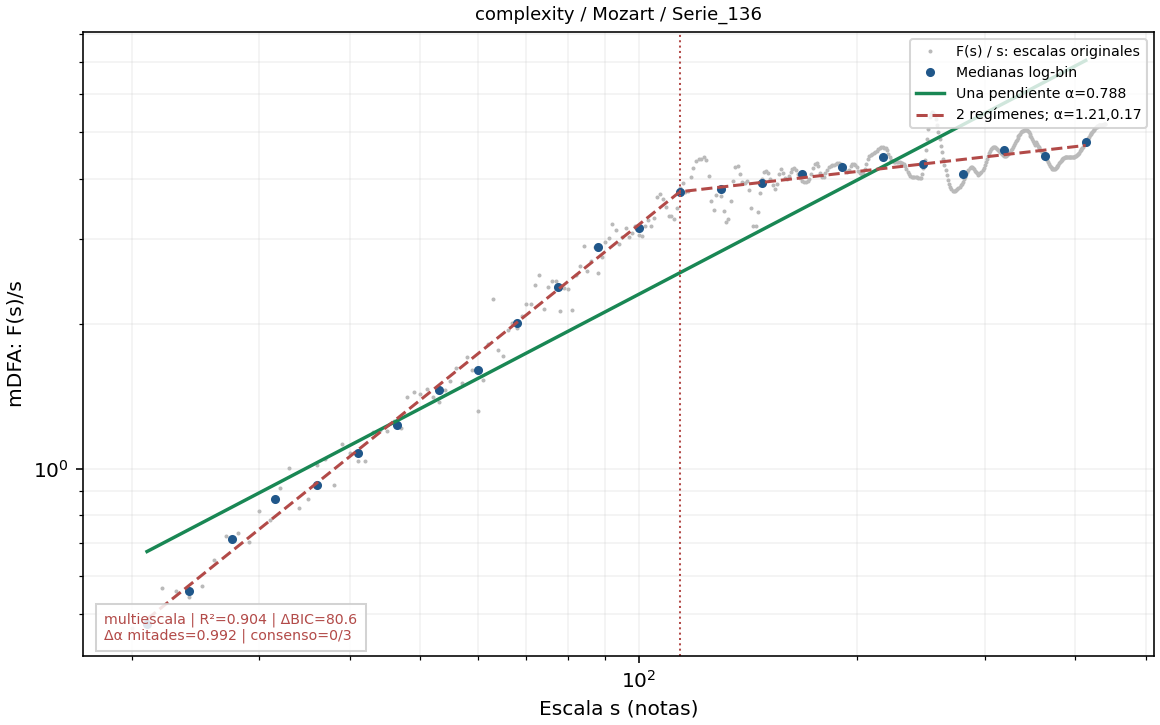 complexity / Mozart / Serie_136
F(s) / s: escalas originales
Medianas log-bin
Una pendiente α=0.788
2 regímenes; α=1.21,0.17
mDFA: F(s)/s
10⁰
multiescala | R²=0.904 | ΔBIC=80.6
Δα mitades=0.992 | consenso=0/3
10²
Escala s (notas)